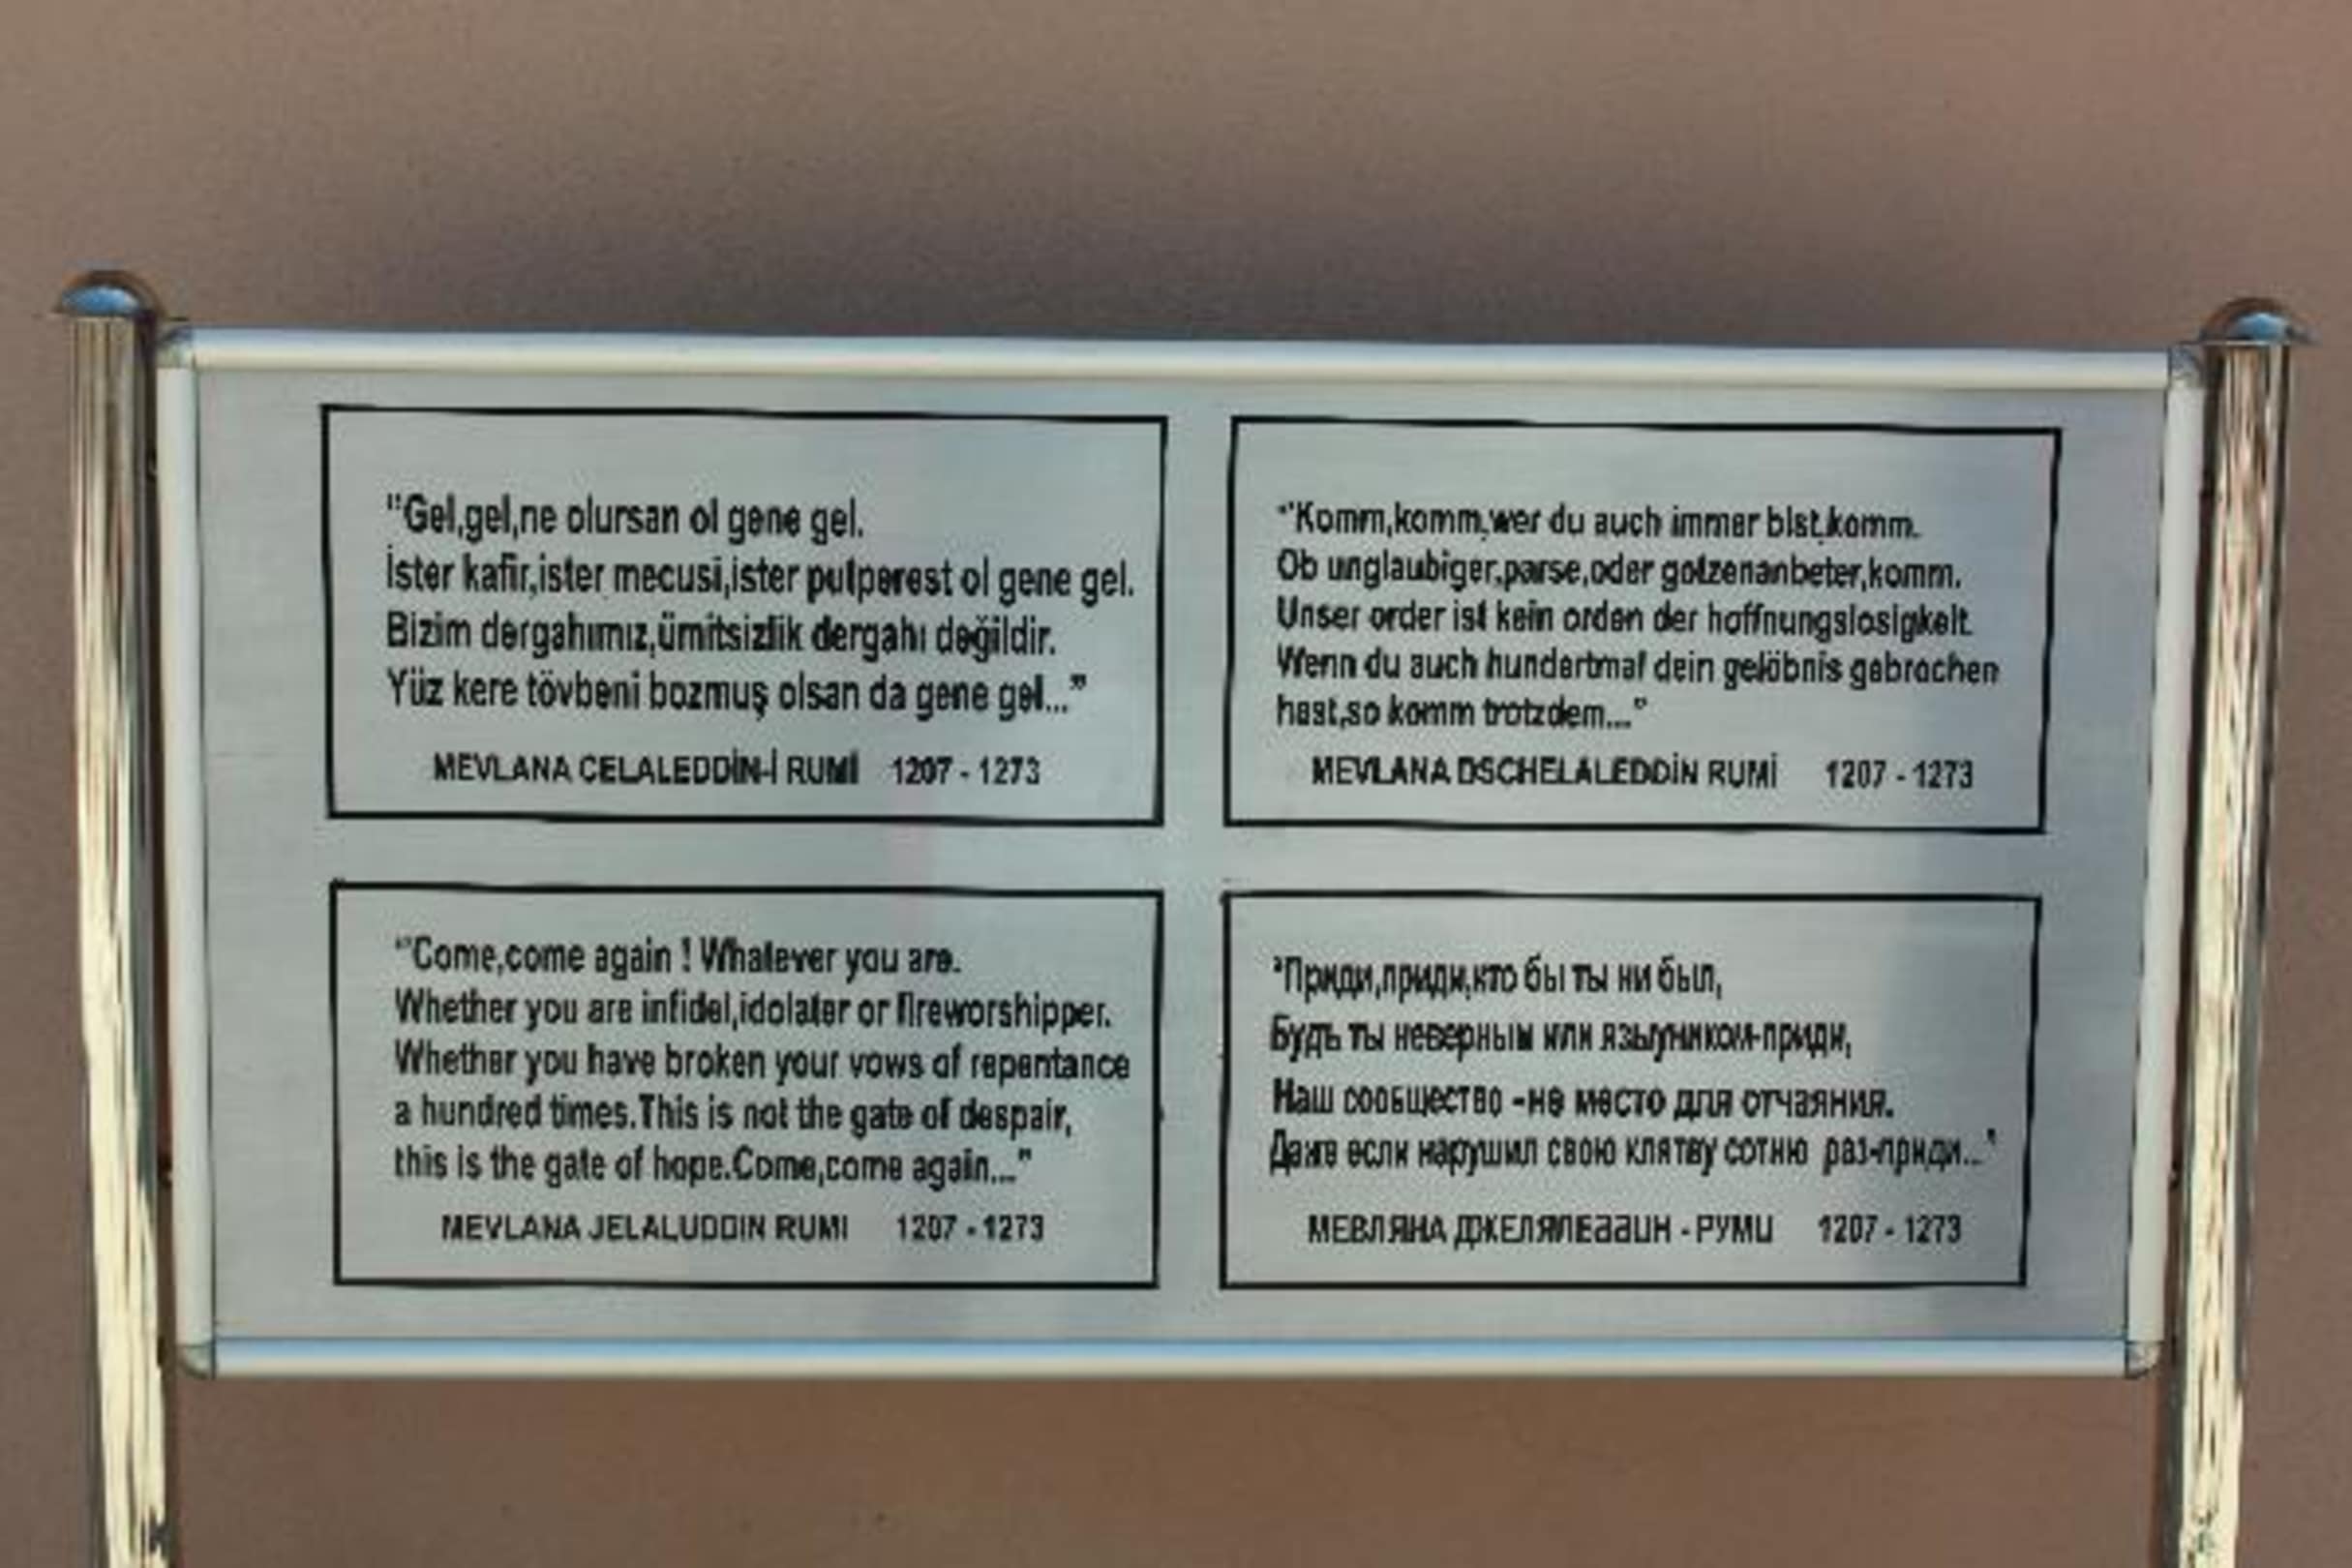 "Gel,gel,ne olursan ol gene gel.
İster kafir,ister mecusi,ister putperest ol gene gel.
Bizim dergahımız,ümitsizlik dergahı değildir.
Yüz kere tövbeni bozmuş olsan da gene gel..."
MEVLANA CELALEDDİN-İ RUMİ 1207 - 1273
"Komm,komm,wer du auch immer bist,komm.
Ob unglaubiger,parse,oder gotzenanbeter,komm.
Unser order ist kein orden der hoffnungslosigkeit.
Wenn du auch hundertmal dein gelöbnis gebrochen
hast,so komm trotzdem..."
MEVLANA DSCHELALEDDİN RUMİ 1207 - 1273
"Come,come again ! Whatever you are.
Whether you are infidel,idolater or fireworshipper.
Whether you have broken your vows of repentance
a hundred times.This is not the gate of despair,
this is the gate of hope.Come,come again..."
MEVLANA JELALUDDIN RUMI 1207 - 1273
"Приди,приди,кто бы ты ни был,
Будь ты неверным или языуником-приди,
Наш сообщество -не место для отчаяния.
Даже если нарушил свою клятву сотню раз-приди..."
МЕВЛЯНА ДЖЕЛЯЛЕДДИН - РУМИ 1207 - 1273